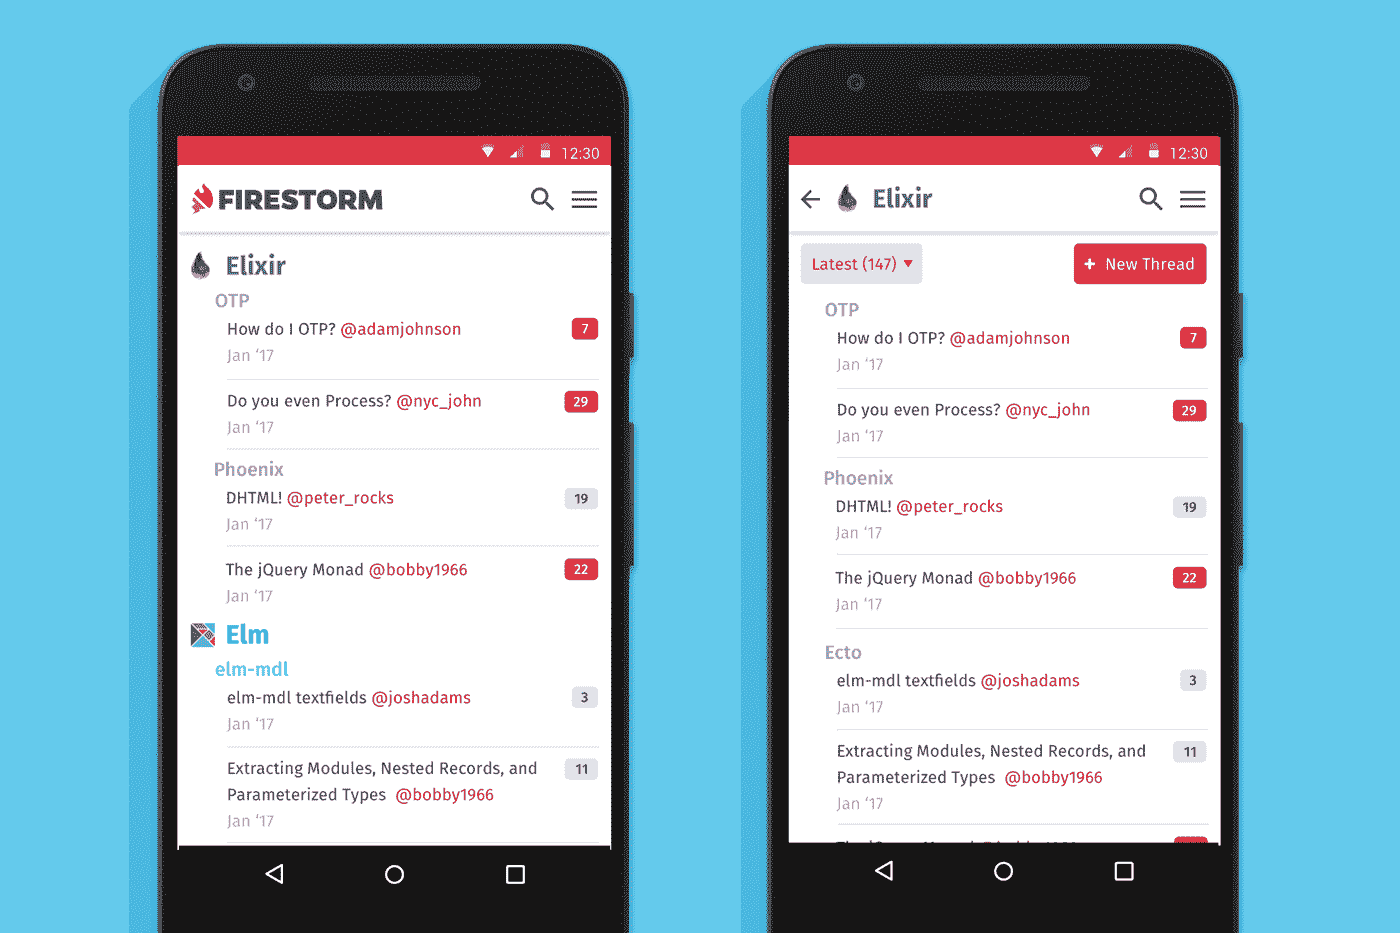 12:30
FIRESTORM
Elixir
OTP
How do I OTP? @adamjohnson
7
Jan ‘17
Do you even Process? @nyc_john
29
Jan ‘17
Phoenix
DHTML! @peter_rocks
19
Jan ‘17
The jQuery Monad @bobby1966
22
Jan ‘17
Elm
elm-mdl
elm-mdl textfields @joshadams
3
Jan ‘17
Extracting Modules, Nested Records, and
11
Parameterized Types @bobby1966
Jan ‘17
12:30
Elixir
Latest (147)
+ New Thread
OTP
How do I OTP? @adamjohnson
7
Jan ‘17
Do you even Process? @nyc_john
29
Jan ‘17
Phoenix
DHTML! @peter_rocks
19
Jan ‘17
The jQuery Monad @bobby1966
22
Jan ‘17
Ecto
elm-mdl textfields @joshadams
3
Jan ‘17
Extracting Modules, Nested Records, and
11
Parameterized Types @bobby1966
Jan ‘17